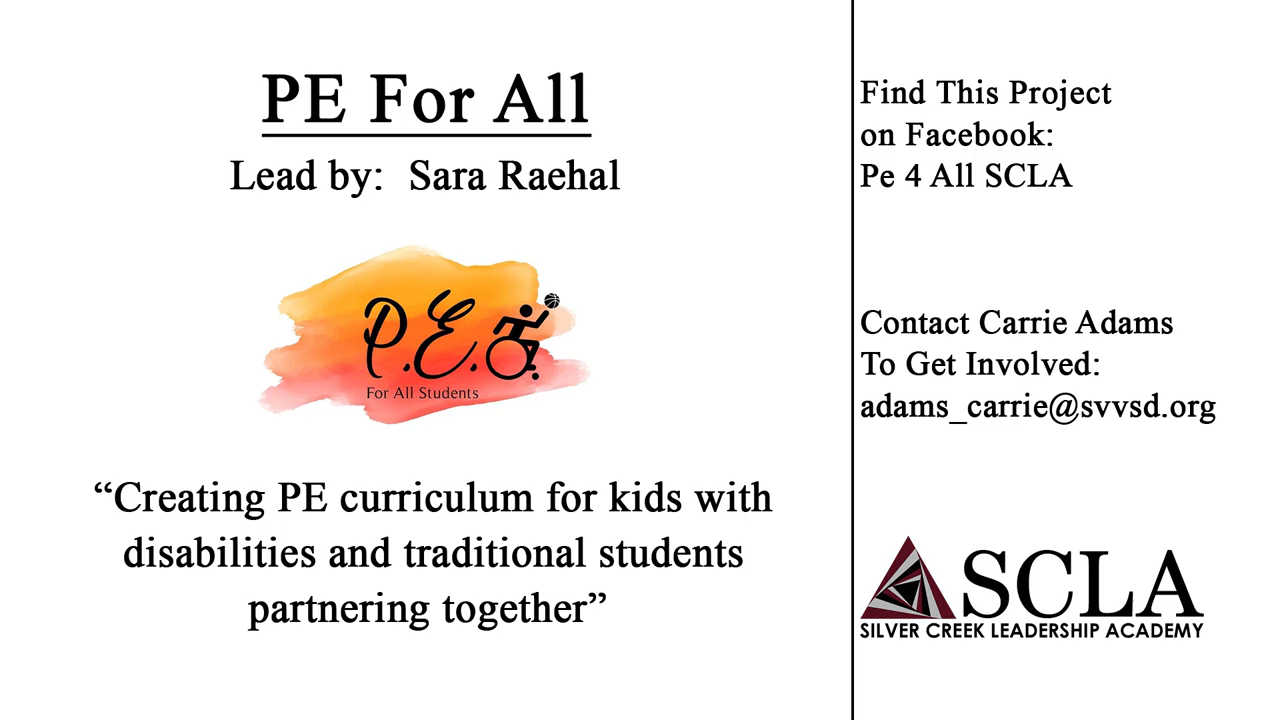 PE For All
Lead by: Sara Raehal
P.E.
For All Students
“Creating PE curriculum for kids with
disabilities and traditional students
partnering together”
Find This Project
on Facebook:
Pe 4 All SCLA
Contact Carrie Adams
To Get Involved:
adams_carrie@svvsd.org
SCLA
SILVER CREEK LEADERSHIP ACADEMY